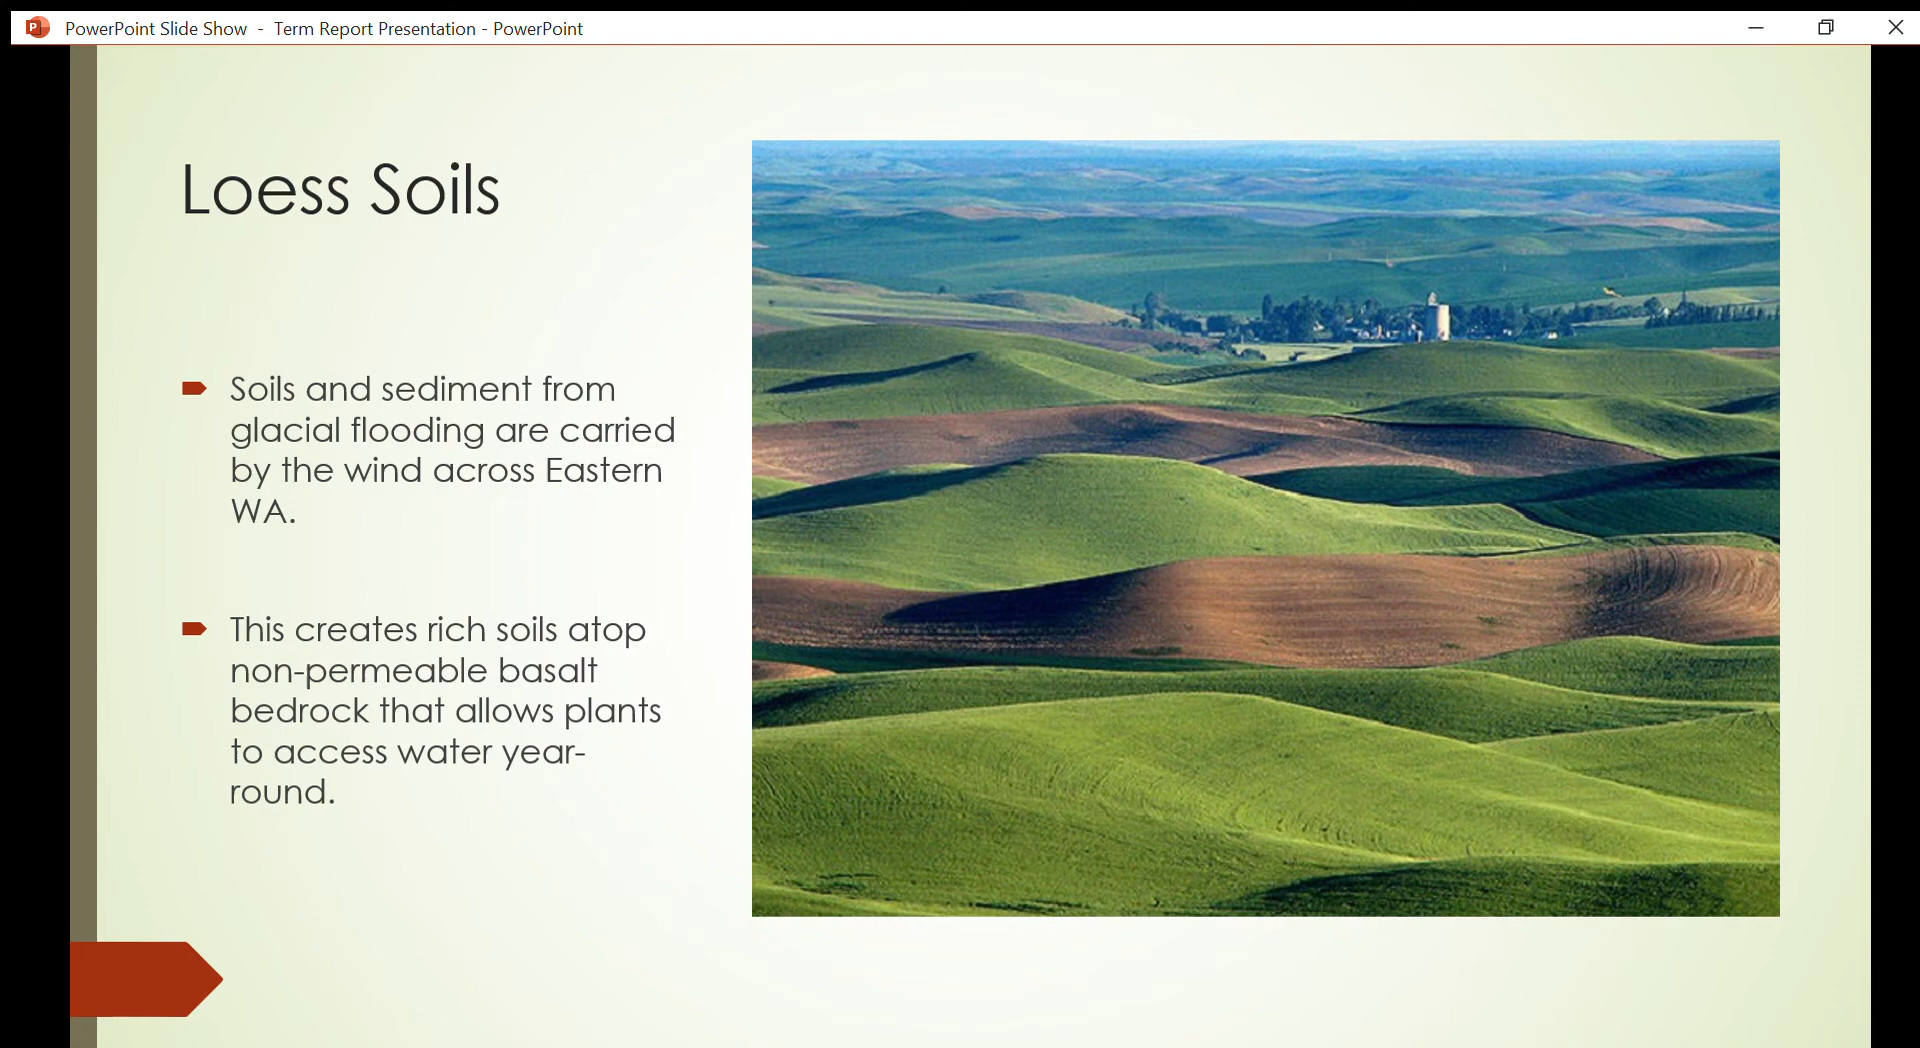 PowerPoint Slide Show - Term Report Presentation - PowerPoint
Loess Soils
Soils and sediment from
glacial flooding are carried
by the wind across Eastern
WA.
This creates rich soils atop
non-permeable basalt
bedrock that allows plants
to access water year-
round.